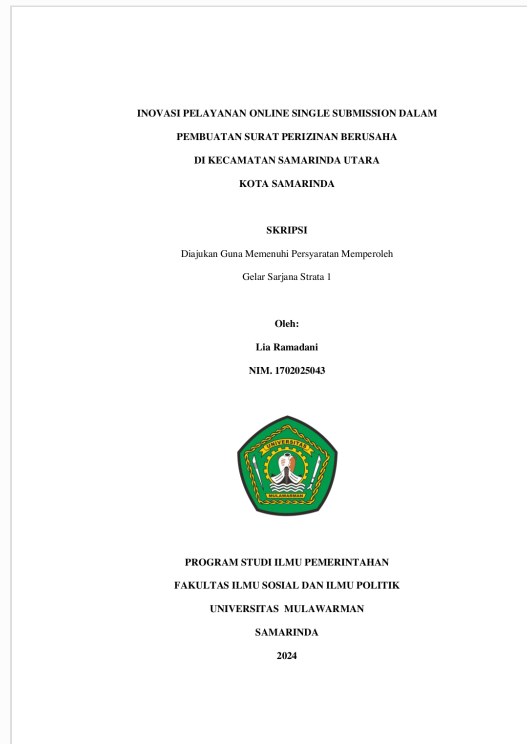 INOVASI PELAYANAN ONLINE SINGLE SUBMISSION DALAM
PEMBUATAN SURAT PERIZINAN BERUSAHA
DI KECAMATAN SAMARINDA UTARA
KOTA SAMARINDA
SKRIPSI
Diajukan Guna Memenuhi Persyaratan Memperoleh
Gelar Sarjana Strata 1
Oleh:
Lia Ramadani
NIM. 1702025043
UNIVERSITAS
MULAWARMAN
PROGRAM STUDI ILMU PEMERINTAHAN
FAKULTAS ILMU SOSIAL DAN ILMU POLITIK
UNIVERSITAS MULAWARMAN
SAMARINDA
2024